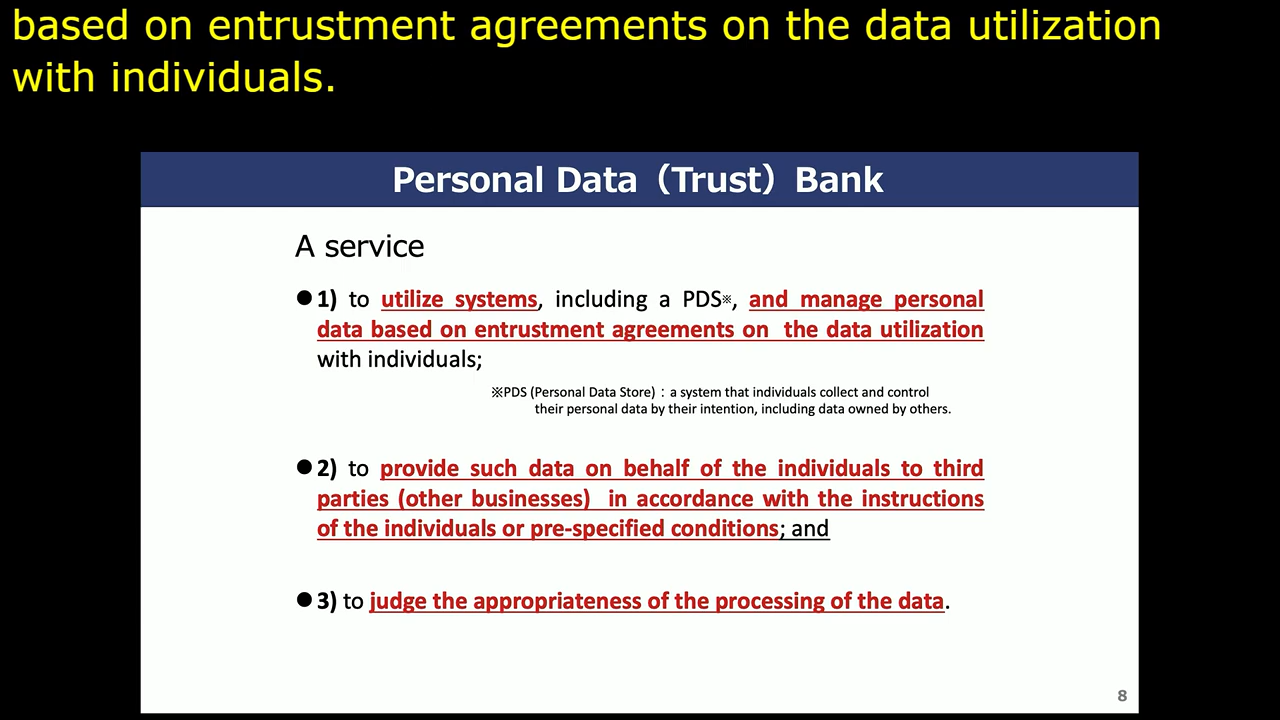 based on entrustment agreements on the data utilization
with individuals.
Personal Data（Trust）Bank
A service
●1) to utilize systems, including a PDS※, and manage personal
data based on entrustment agreements on the data utilization
with individuals;
※PDS (Personal Data Store)：a system that individuals collect and control
their personal data by their intention, including data owned by others.
●2) to provide such data on behalf of the individuals to third
parties (other businesses) in accordance with the instructions
of the individuals or pre-specified conditions; and
●3) to judge the appropriateness of the processing of the data.
8